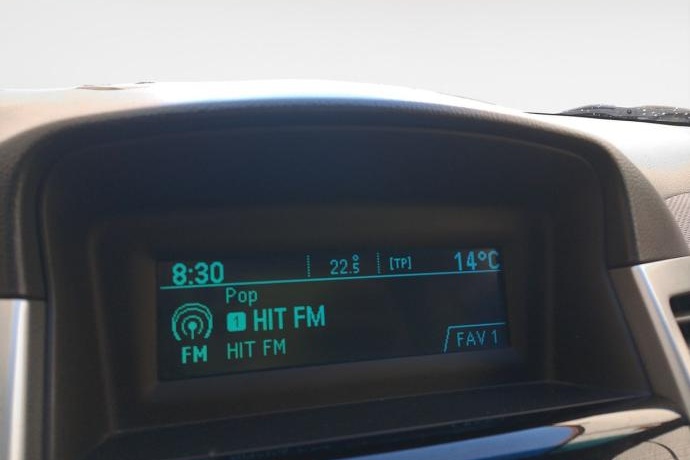 8:30 22.5° [TP] 14°C
Pop
1 HIT FM
FM HIT FM FAV 1